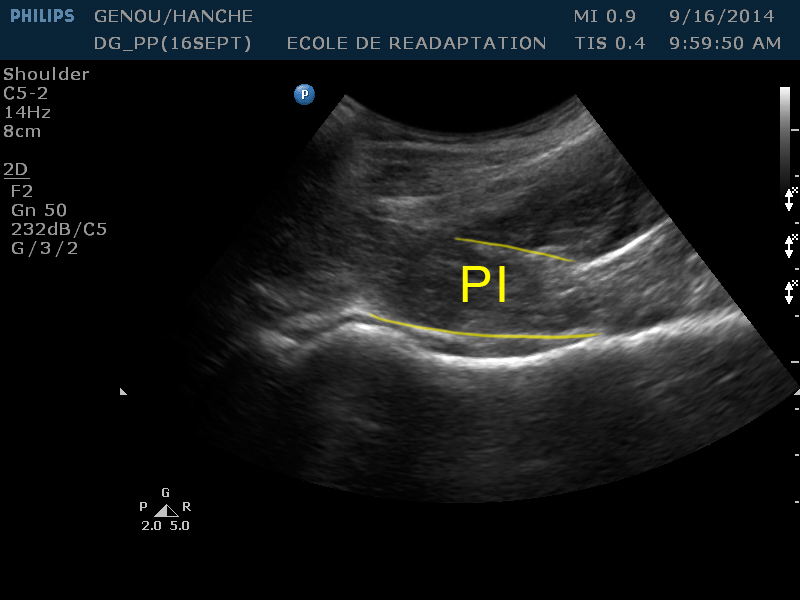 PHILIPS GENOU/HANCHE MI 0.9 9/16/2014
DG_PP(16SEPT) ECOLE DE READAPTATION TIS 0.4 9:59:50 AM
Shoulder
C5-2
14Hz
8cm
2D
F2
Gn 50
232dB/C5
G/3/2
P
PI
G
P R
2.0 5.0